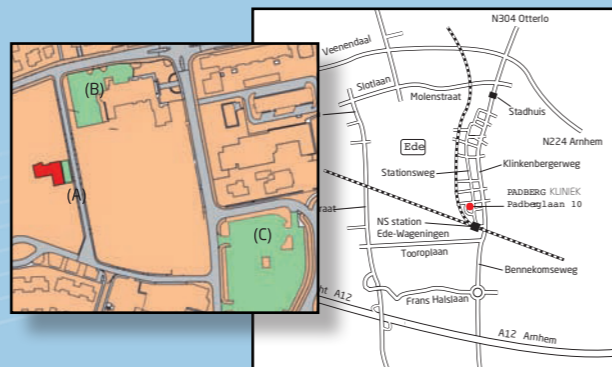 (B)
(A)
(C)
N304 Otterlo
Veenendaal
Slotlaan
Molenstraat
Stadhuis
N224 Arnhem
Ede
Klinkenbergerweg
Stationsweg
PADBERG KLINIEK
Padberglaan 10
raat
NS station
Ede-Wageningen
Tooroplaan
Bennekomseweg
Frans Halslaan
ht A12
A12 Arnhem